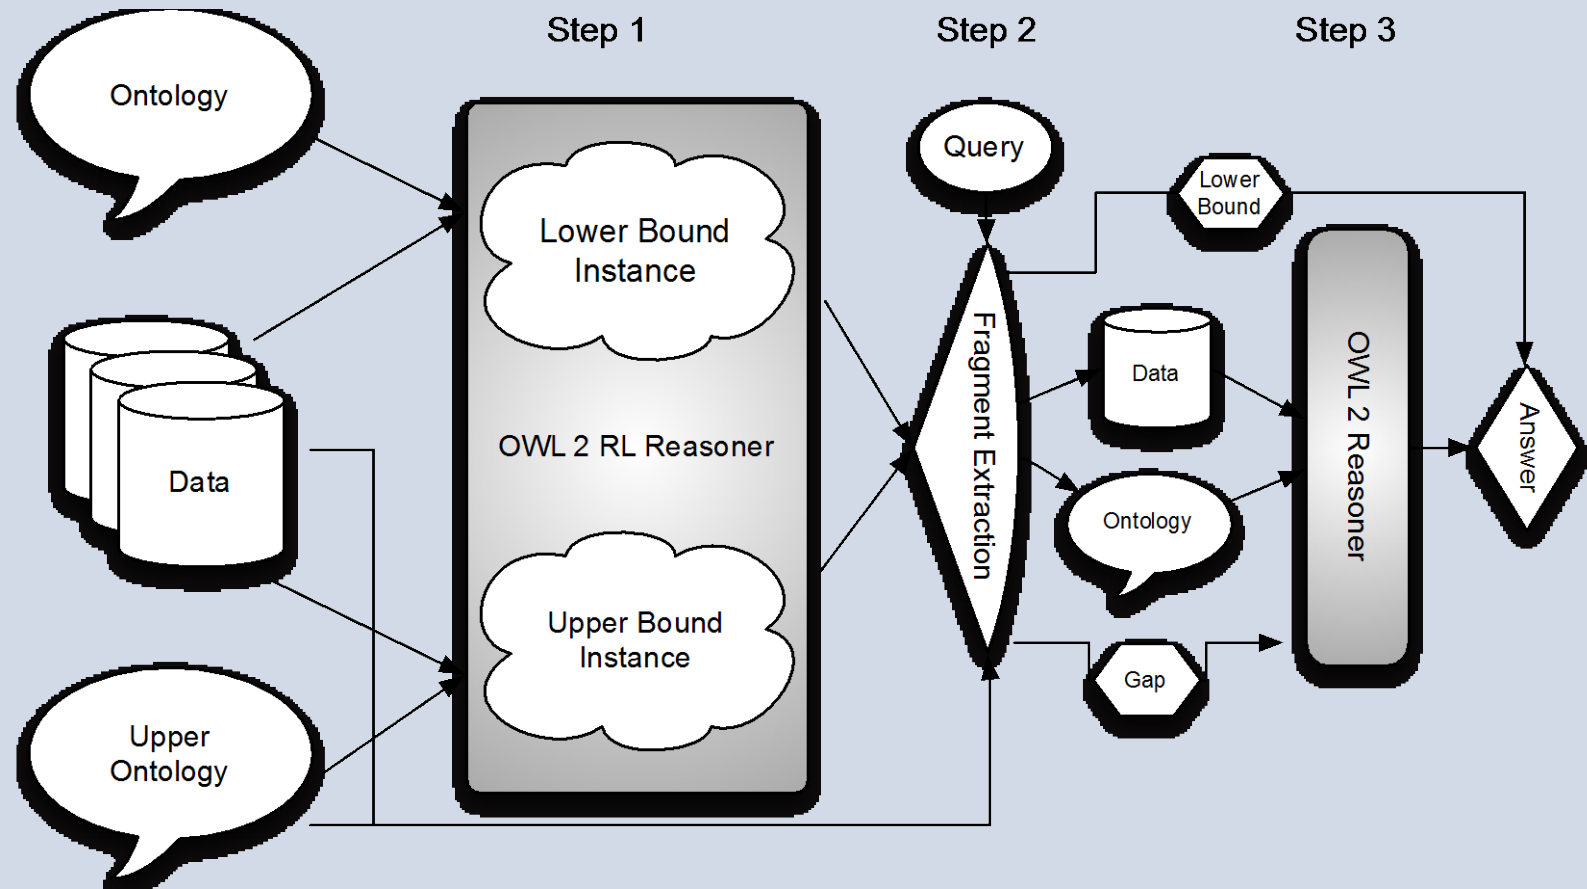 Step 1
Step 2
Step 3
Ontology
Data
Upper
Ontology
Lower Bound
Instance
OWL 2 RL Reasoner
Upper Bound
Instance
Query
Fragment Extraction
Lower
Bound
Data
Ontology
Gap
OWL 2 Reasoner
Answer